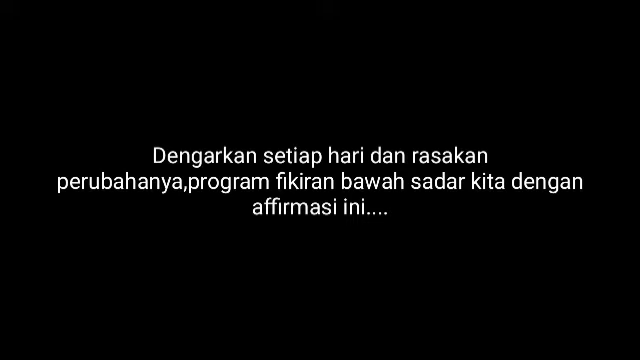 Dengarkan setiap hari dan rasakan
perubahanya,program fikiran bawah sadar kita dengan
affirmasi ini....